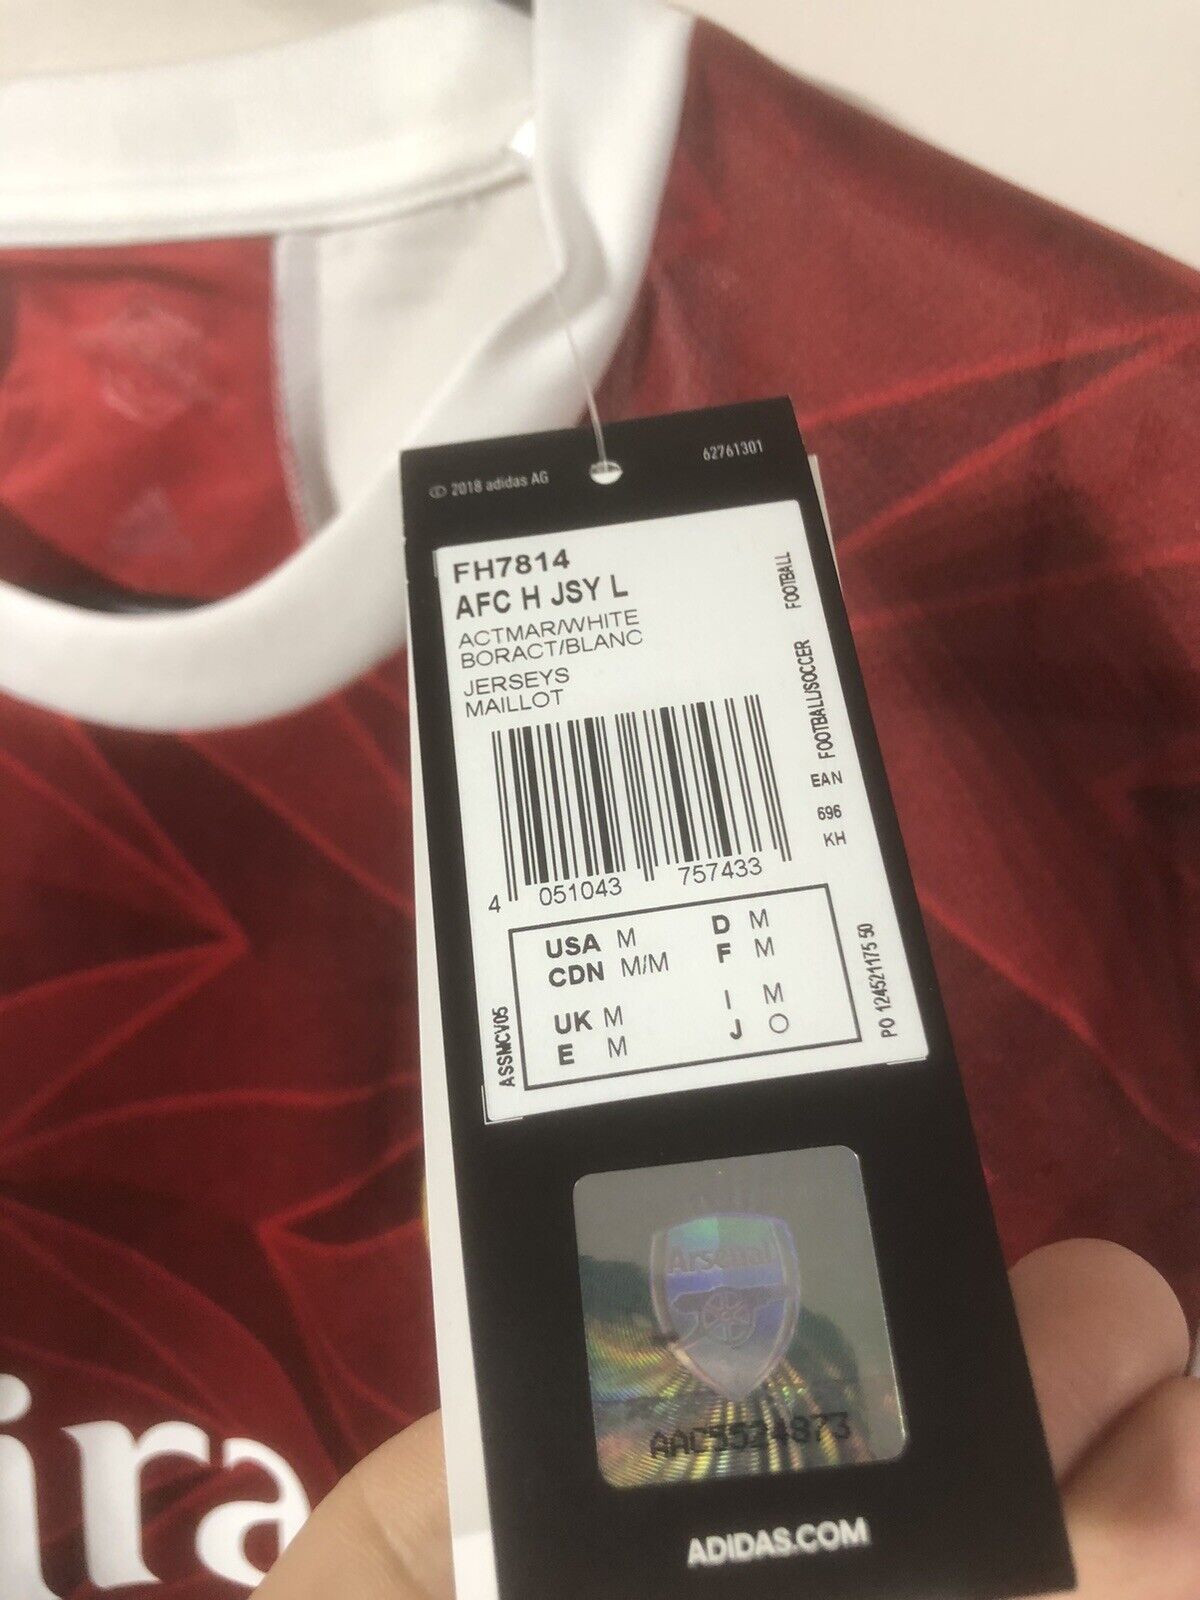 © 2018 adidas AG
62761301
FH7814
AFC H JSY L
ACTMAR/WHITE
BORACT/BLANC
JERSEYS
MAILLOT
FOOTBALL/SOCCER FOOTBALL
EAN
696
KH
4 051043 757433
USA M
CDN M/M
UK M
E M
D M
F M
I M
J O
ASSMCV05
PO 124521175 50
Arsenal
AAC5524873
ADIDAS.COM
ira